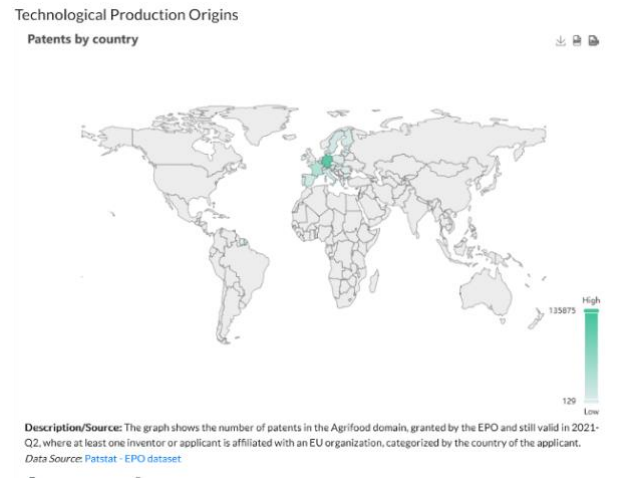 Technological Production Origins
Patents by country
High
135875
129
Low
Description/Source: The graph shows the number of patents in the Agrifood domain, granted by the EPO and still valid in 2021-
Q2, where at least one inventor or applicant is affiliated with an EU organization, categorized by the country of the applicant.
Data Source: Patstat - EPO dataset